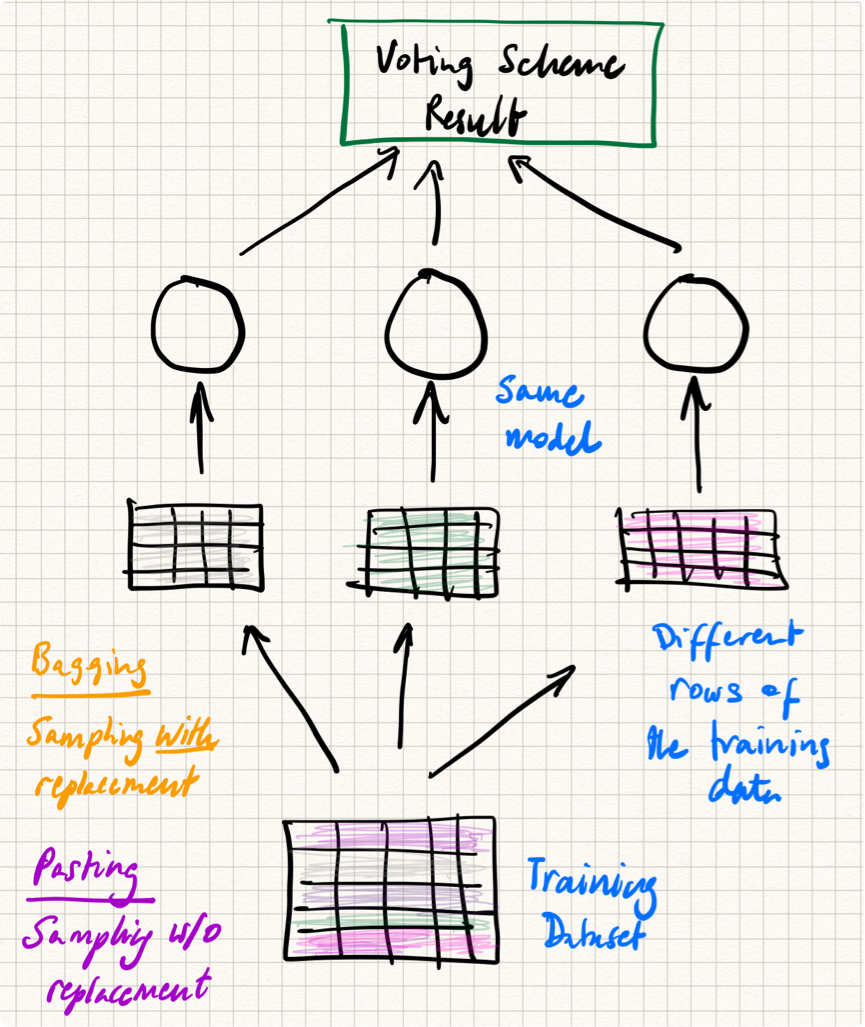 Voting Scheme
Result
Same
model
Different
rows of
the training
data
Bagging
Sampling with
replacement
Pasting
Sampling w/o
replacement
Training
Dataset